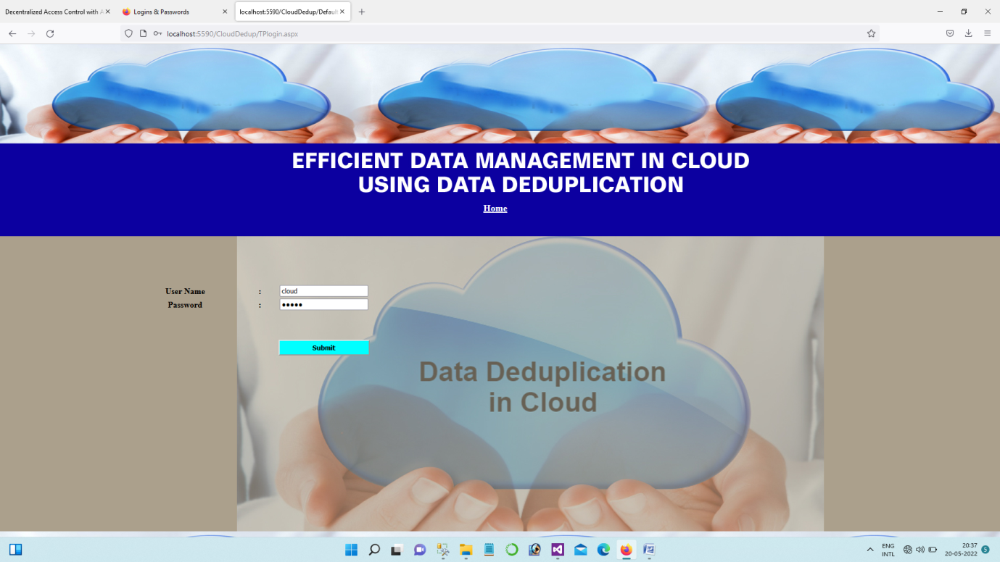 Decentralized Access Control with A
Logins & Passwords
localhost:5590/CloudDedup/Default
localhost:5590/CloudDedup/TPlogin.aspx
EFFICIENT DATA MANAGEMENT IN CLOUD
USING DATA DEDUPLICATION
Home
User Name : cloud
Password : •••••
Submit
Data Deduplication
in Cloud
ENG
INTL
20:37
20-05-2022
5